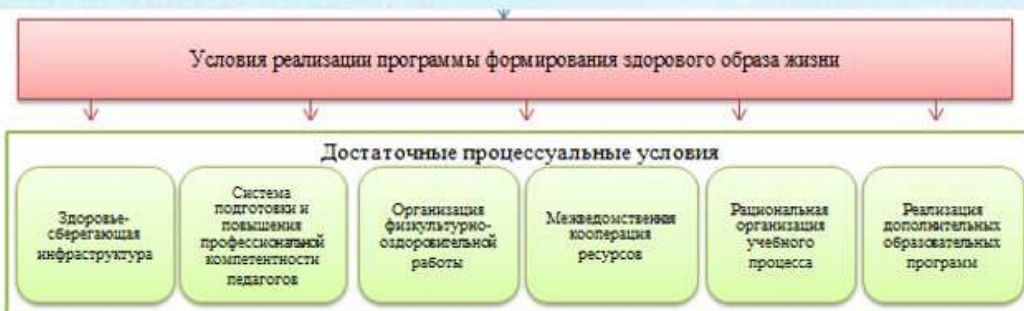 Условия реализации программы формирования здорового образа жизни
Достаточные процессуальные условия
Здоровье-
сберегающая
инфраструктура
Система
подготовки и
повышения
профессиональной
компетентности
педагогов
Организация
физкультурно-
оздоровительной
работы
Межведомственная
кооперация
ресурсов
Рациональная
организация
учебного
процесса
Реализация
дополнительных
образовательных
программ